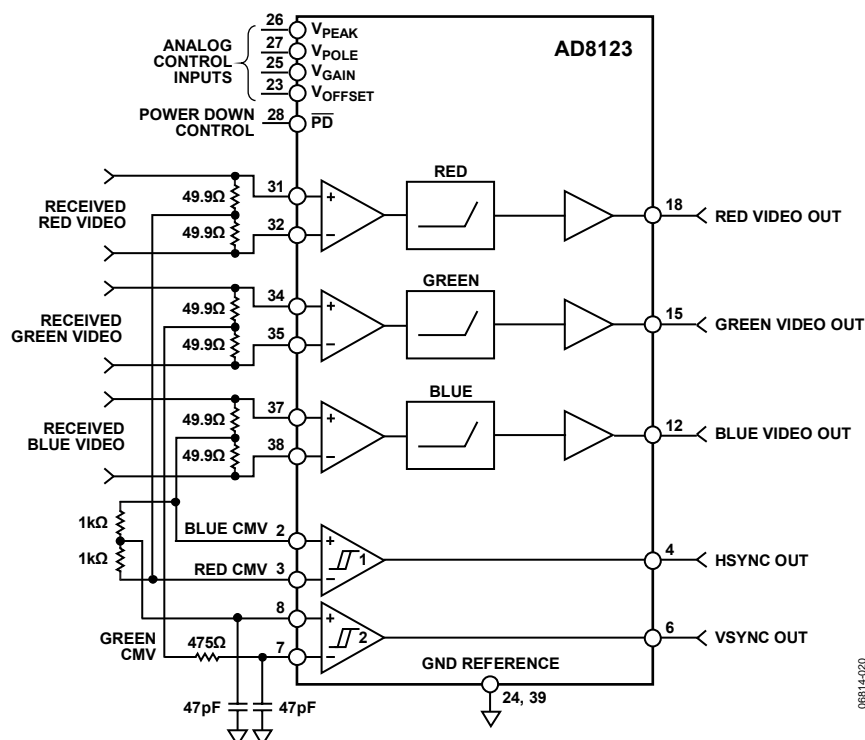 AD8123
ANALOG
CONTROL
INPUTS
26
VPEAK
27
VPOLE
25
VGAIN
23
VOFFSET
POWER DOWN
CONTROL
28
PD
RECEIVED
RED VIDEO
49.9Ω
49.9Ω
31
32
+
−
RED
18
RED VIDEO OUT
RECEIVED
GREEN VIDEO
49.9Ω
49.9Ω
34
35
+
−
GREEN
15
GREEN VIDEO OUT
RECEIVED
BLUE VIDEO
49.9Ω
49.9Ω
37
38
+
−
BLUE
12
BLUE VIDEO OUT
1kΩ
1kΩ
BLUE CMV
2
RED CMV
3
+
−
1
4
HSYNC OUT
GREEN
CMV
475Ω
8
7
+
−
2
6
VSYNC OUT
47pF
47pF
GND REFERENCE
24, 39
06814-020